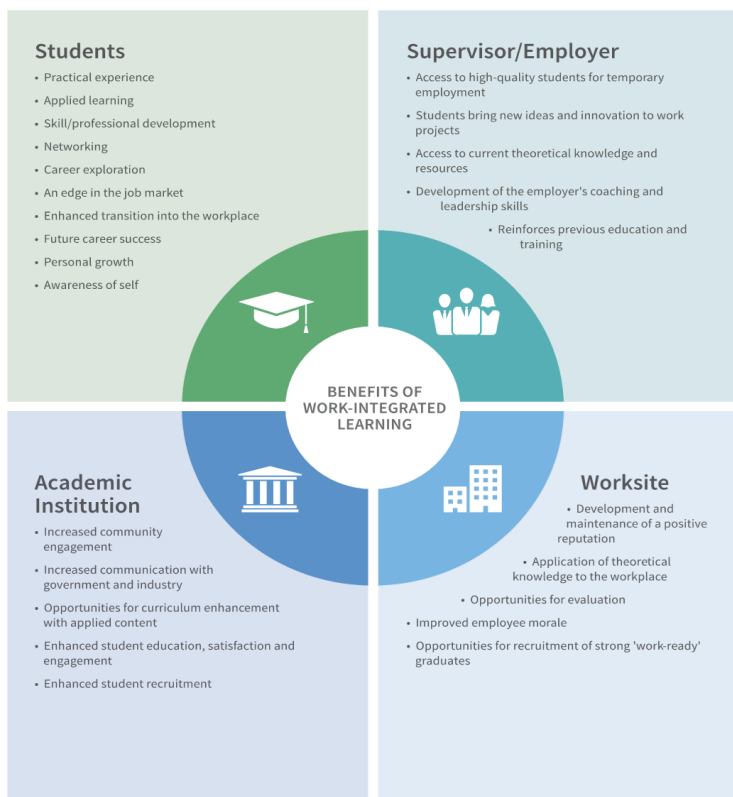 Students
• Practical experience
• Applied learning
• Skill/professional development
• Networking
• Career exploration
• An edge in the job market
• Enhanced transition into the workplace
• Future career success
• Personal growth
• Awareness of self
Supervisor/Employer
• Access to high-quality students for temporary
employment
• Students bring new ideas and innovation to work
projects
• Access to current theoretical knowledge and
resources
• Development of the employer's coaching and
leadership skills
• Reinforces previous education and
training
BENEFITS OF
WORK-INTEGRATED
LEARNING
Academic
Institution
• Increased community
engagement
• Increased communication with
government and industry
• Opportunities for curriculum enhancement
with applied content
• Enhanced student education, satisfaction and
engagement
• Enhanced student recruitment
Worksite
• Development and
maintenance of a positive
reputation
• Application of theoretical
knowledge to the workplace
• Opportunities for evaluation
• Improved employee morale
• Opportunities for recruitment of strong 'work-ready'
graduates